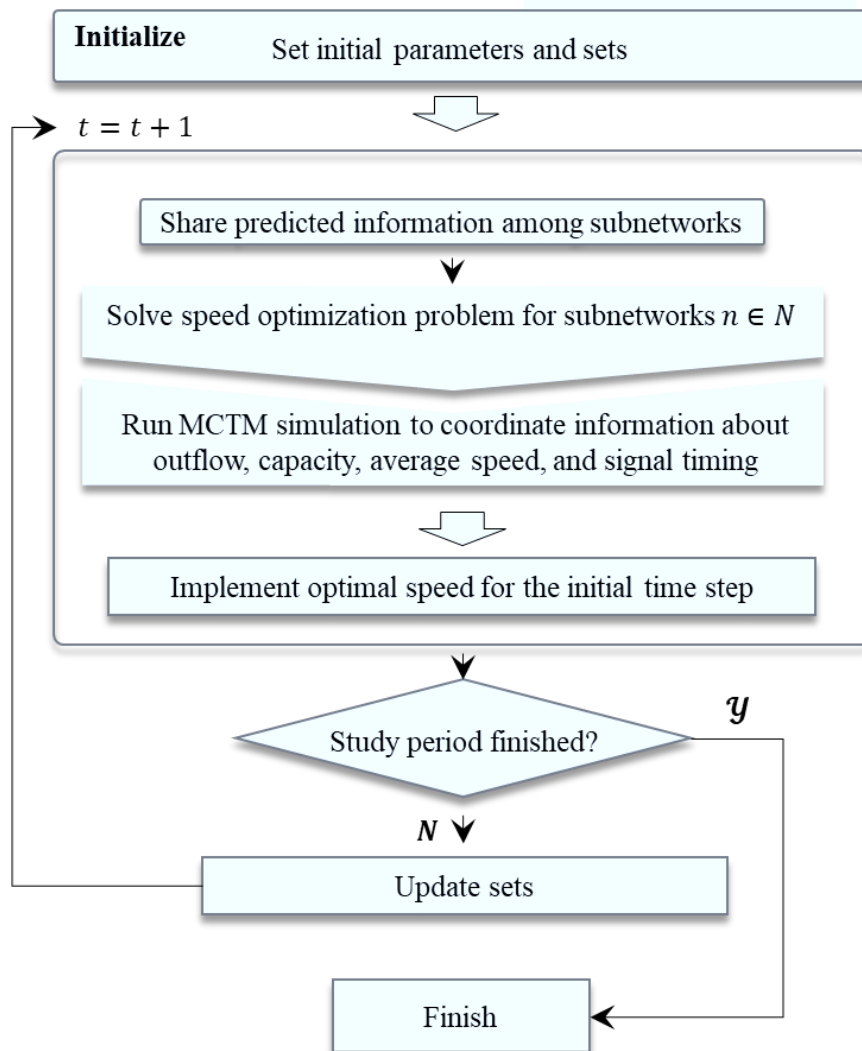 Initialize
Set initial parameters and sets
t = t + 1
Share predicted information among subnetworks
Solve speed optimization problem for subnetworks n ∈ N
Run MCTM simulation to coordinate information about
outflow, capacity, average speed, and signal timing
Implement optimal speed for the initial time step
Study period finished?
Y
N
Update sets
Finish